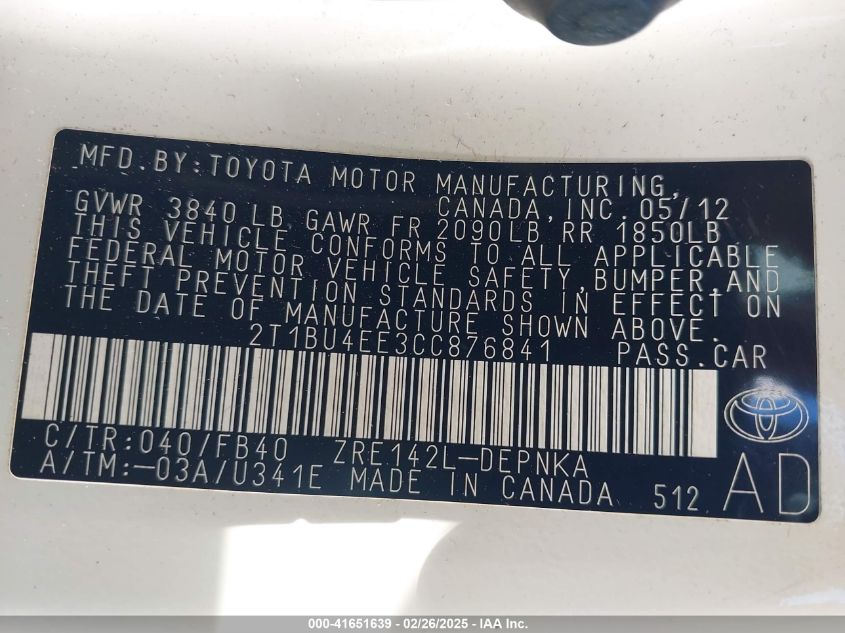 MFD.BY:TOYOTA MOTOR MANUFACTURING,
CANADA,INC. 05/12
GVWR 3840 LB GAWR FR 2090LB RR 1850LB
THIS VEHICLE CONFORMS TO ALL APPLICABLE
FEDERAL MOTOR VEHICLE SAFETY,BUMPER,AND
THEFT PREVENTION STANDARDS IN EFFECT ON
THE DATE OF MANUFACTURE SHOWN ABOVE.
2T1BU4EE3CC876841 PASS.CAR
C/TR:040/FB40 ZRE142L-DEPNKA
A/TM:-03A/U341E MADE IN CANADA 512 AD
000-41651639 - 02/26/2025 - IAA, Inc.